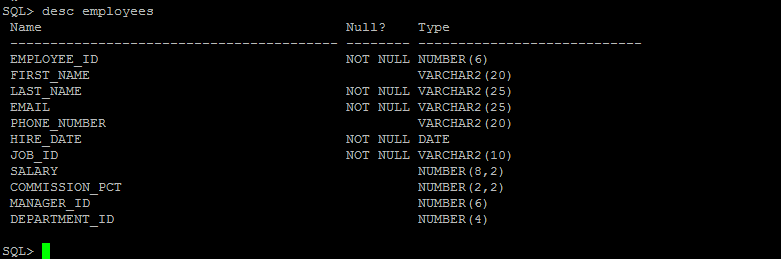 SQL> desc employees
Name Null? Type
----------------------------------------- -------- ----------------------------
EMPLOYEE_ID NOT NULL NUMBER(6)
FIRST_NAME VARCHAR2(20)
LAST_NAME NOT NULL VARCHAR2(25)
EMAIL NOT NULL VARCHAR2(25)
PHONE_NUMBER VARCHAR2(20)
HIRE_DATE NOT NULL DATE
JOB_ID NOT NULL VARCHAR2(10)
SALARY NUMBER(8,2)
COMMISSION_PCT NUMBER(2,2)
MANAGER_ID NUMBER(6)
DEPARTMENT_ID NUMBER(4)
SQL>